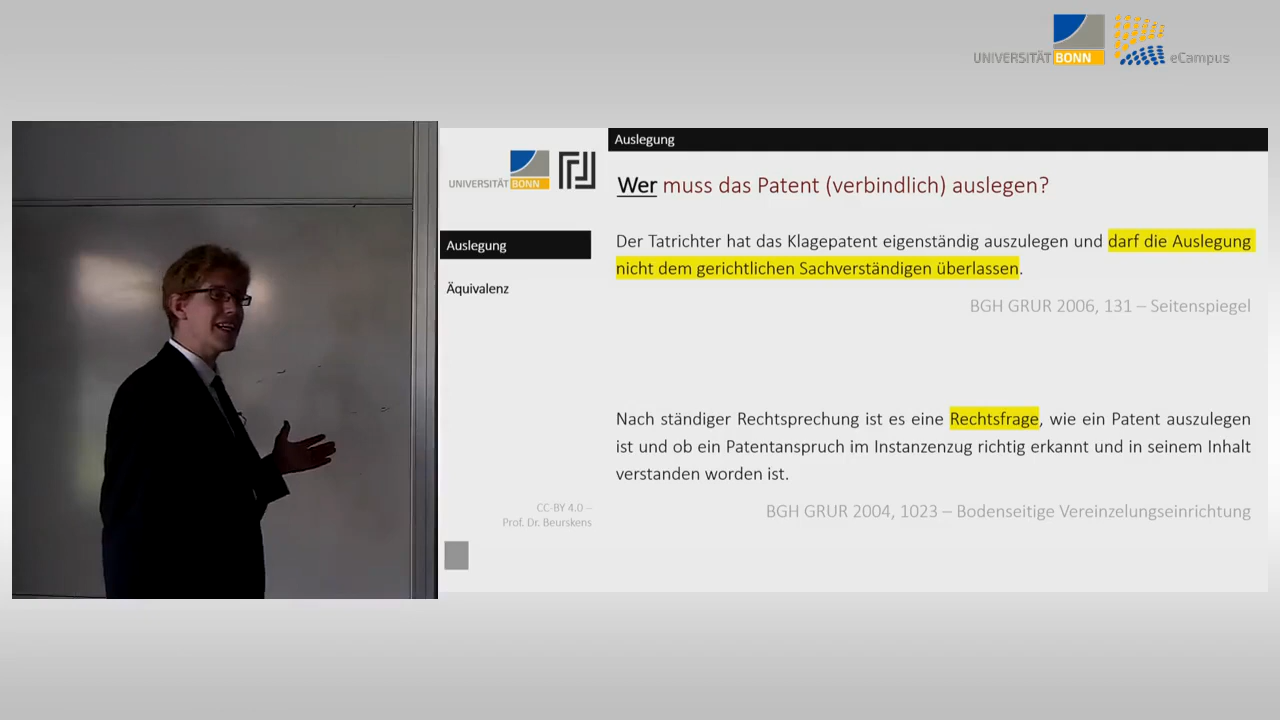 UNIVERSITÄT BONN eCampus
Auslegung
UNIVERSITÄT BONN
Wer muss das Patent (verbindlich) auslegen?
Auslegung
Äquivalenz
Der Tatrichter hat das Klagepatent eigenständig auszulegen und darf die Auslegung
nicht dem gerichtlichen Sachverständigen überlassen.
BGH GRUR 2006, 131 – Seitenspiegel
Nach ständiger Rechtsprechung ist es eine Rechtsfrage, wie ein Patent auszulegen
ist und ob ein Patentanspruch im Instanzenzug richtig erkannt und in seinem Inhalt
verstanden worden ist.
BGH GRUR 2004, 1023 – Bodenseitige Vereinzelungseinrichtung
CC-BY 4.0 –
Prof. Dr. Beurskens